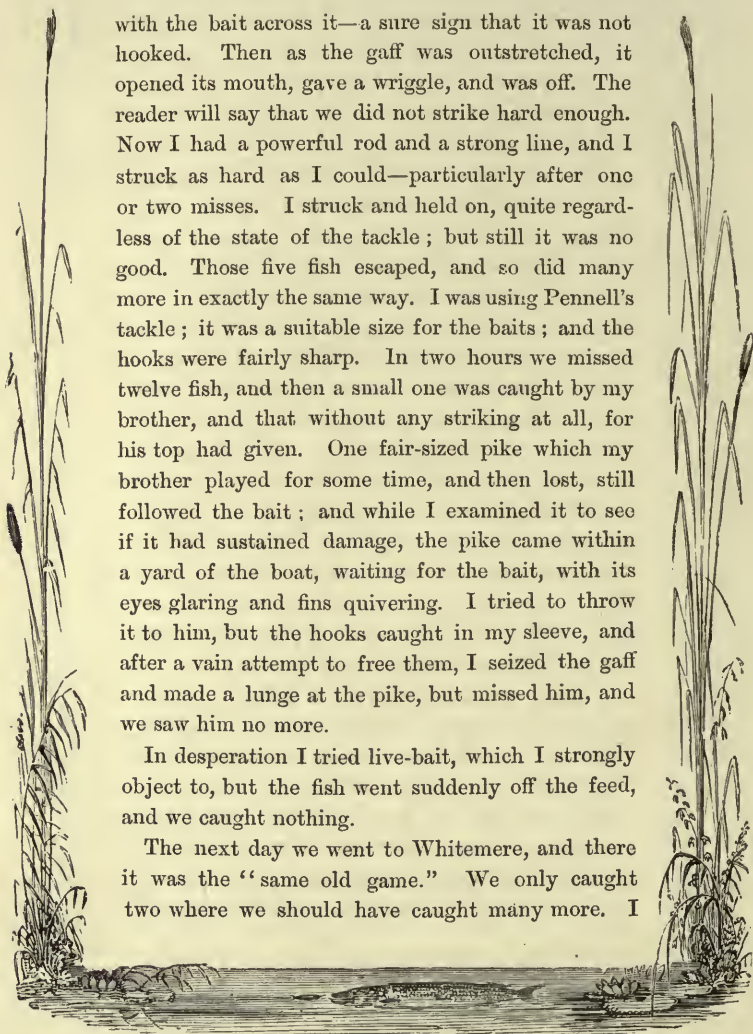 with the bait across it—a sure sign that it was not
hooked. Then as the gaff was outstretched, it
opened its mouth, gave a wriggle, and was off. The
reader will say that we did not strike hard enough.
Now I had a powerful rod and a strong line, and I
struck as hard as I could—particularly after one
or two misses. I struck and held on, quite regard-
less of the state of the tackle ; but still it was no
good. Those five fish escaped, and so did many
more in exactly the same way. I was using Pennell's
tackle ; it was a suitable size for the baits ; and the
hooks were fairly sharp. In two hours we missed
twelve fish, and then a small one was caught by my
brother, and that without any striking at all, for
his top had given. One fair-sized pike which my
brother played for some time, and then lost, still
followed the bait ; and while I examined it to see
if it had sustained damage, the pike came within
a yard of the boat, waiting for the bait, with its
eyes glaring and fins quivering. I tried to throw
it to him, but the hooks caught in my sleeve, and
after a vain attempt to free them, I seized the gaff
and made a lunge at the pike, but missed him, and
we saw him no more.
In desperation I tried live-bait, which I strongly
object to, but the fish went suddenly off the feed,
and we caught nothing.
The next day we went to Whitemere, and there
it was the “same old game.” We only caught
two where we should have caught many more. I